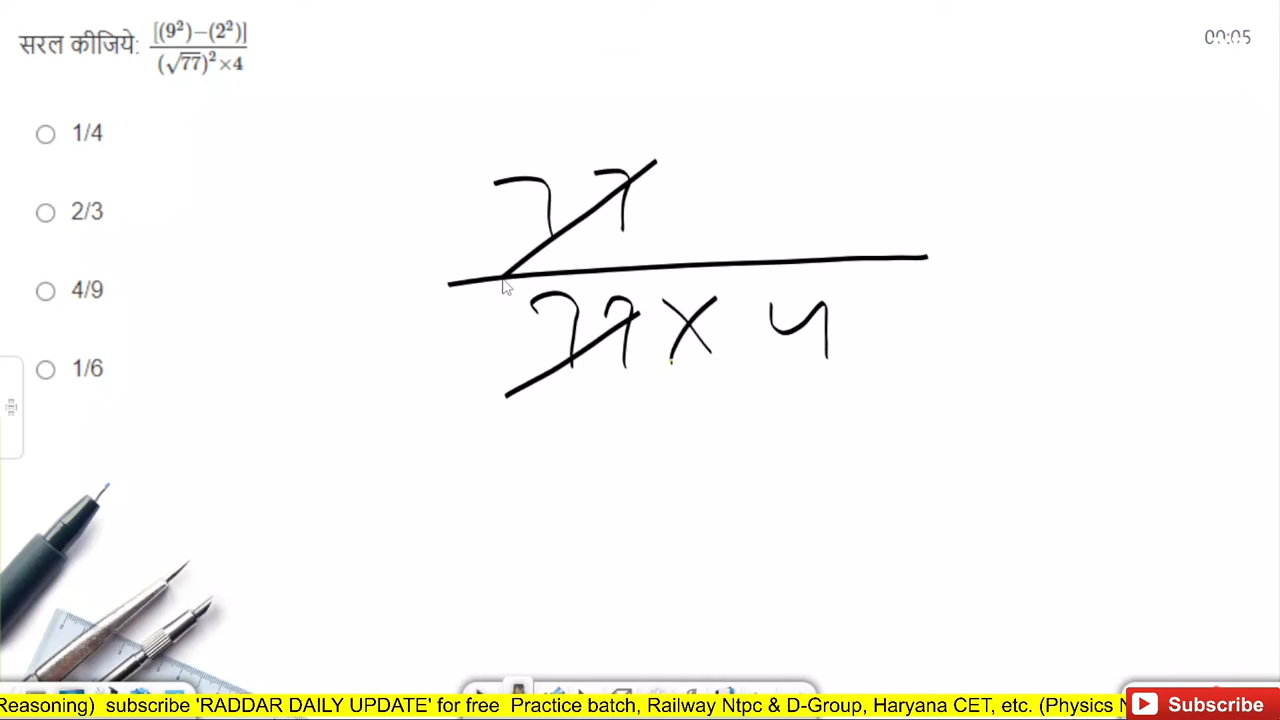 सरल कीजिये: [(9²)−(2²)] / (√77)²×4
00:05
1/4
2/3
4/9
1/6
77
77 × 4
Reasoning) subscribe 'RADDAR DAILY UPDATE' for free Practice batch, Railway Ntpc & D-Group, Haryana CET, etc. (Physics
Subscribe